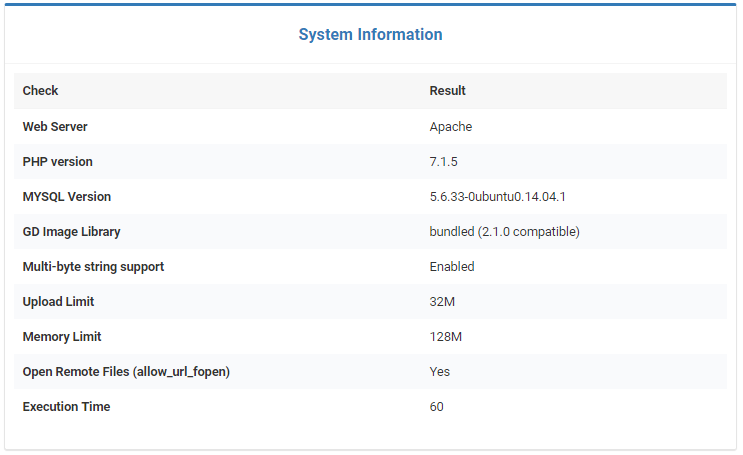 System Information
Check Result
Web Server Apache
PHP version 7.1.5
MYSQL Version 5.6.33-0ubuntu0.14.04.1
GD Image Library bundled (2.1.0 compatible)
Multi-byte string support Enabled
Upload Limit 32M
Memory Limit 128M
Open Remote Files (allow_url_fopen) Yes
Execution Time 60